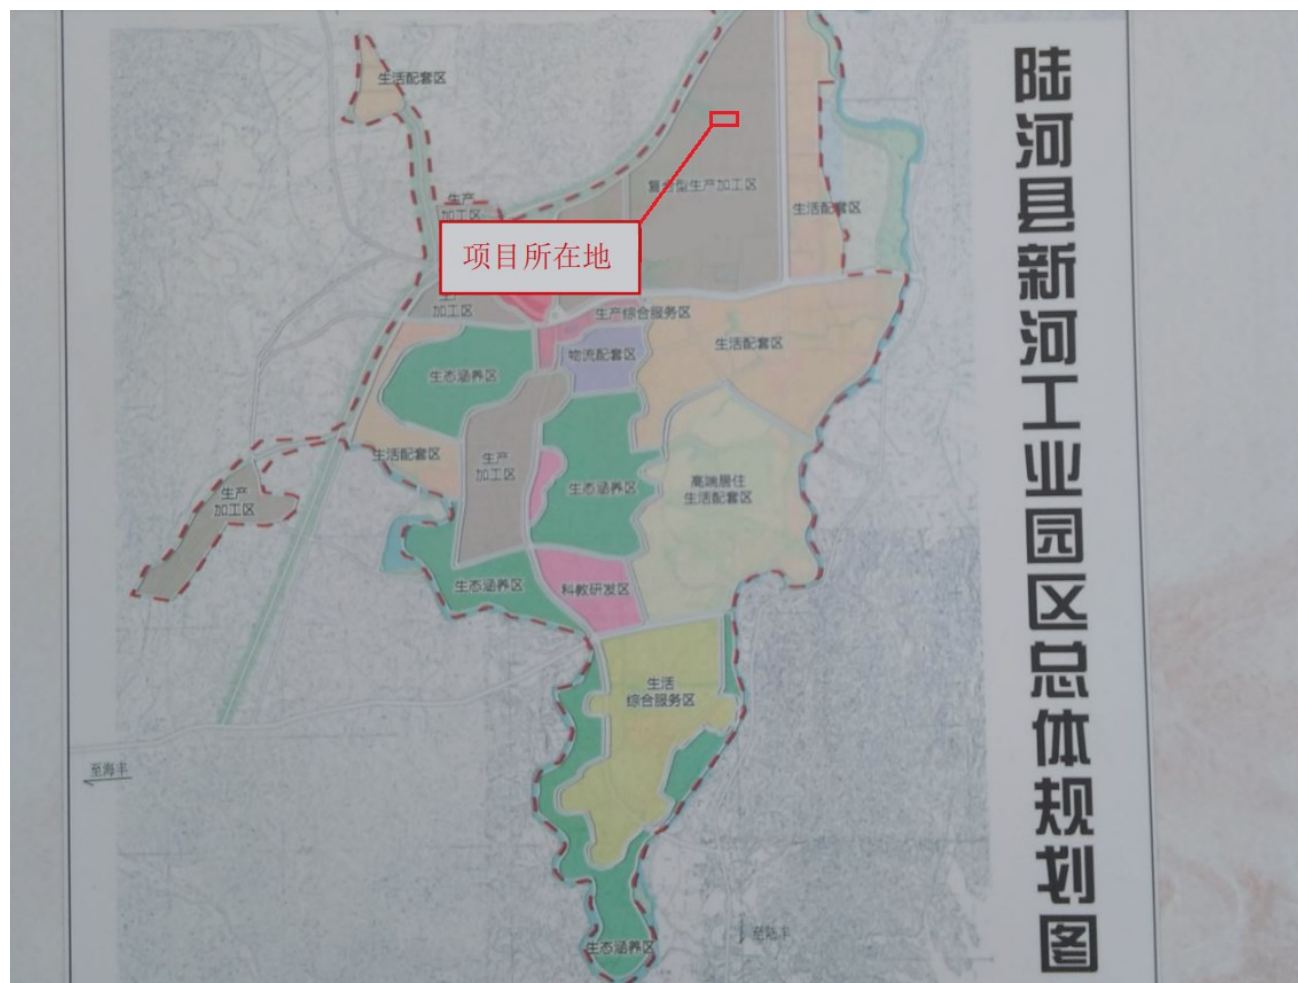 陆河县新河工业园区总体规划图
生活配套区
生产
加工区
复合型生产加工区
生活配套区
项目所在地
生产
加工区
生产综合服务区
物流配套区
生活配套区
生态涵养区
生活配套区
生产
加工区
生态涵养区
高端居住
生活配套区
生产
加工区
生态涵养区
科教研发区
生活
综合服务区
至海丰
至陆丰
生态涵养区